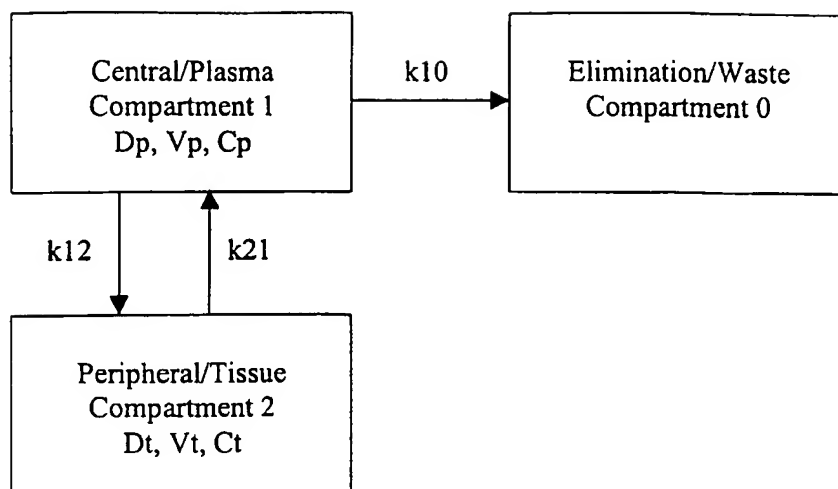 Central/Plasma
Compartment 1
Dp, Vp, Cp
k10
Elimination/Waste
Compartment 0
k12
k21
Peripheral/Tissue
Compartment 2
Dt, Vt, Ct